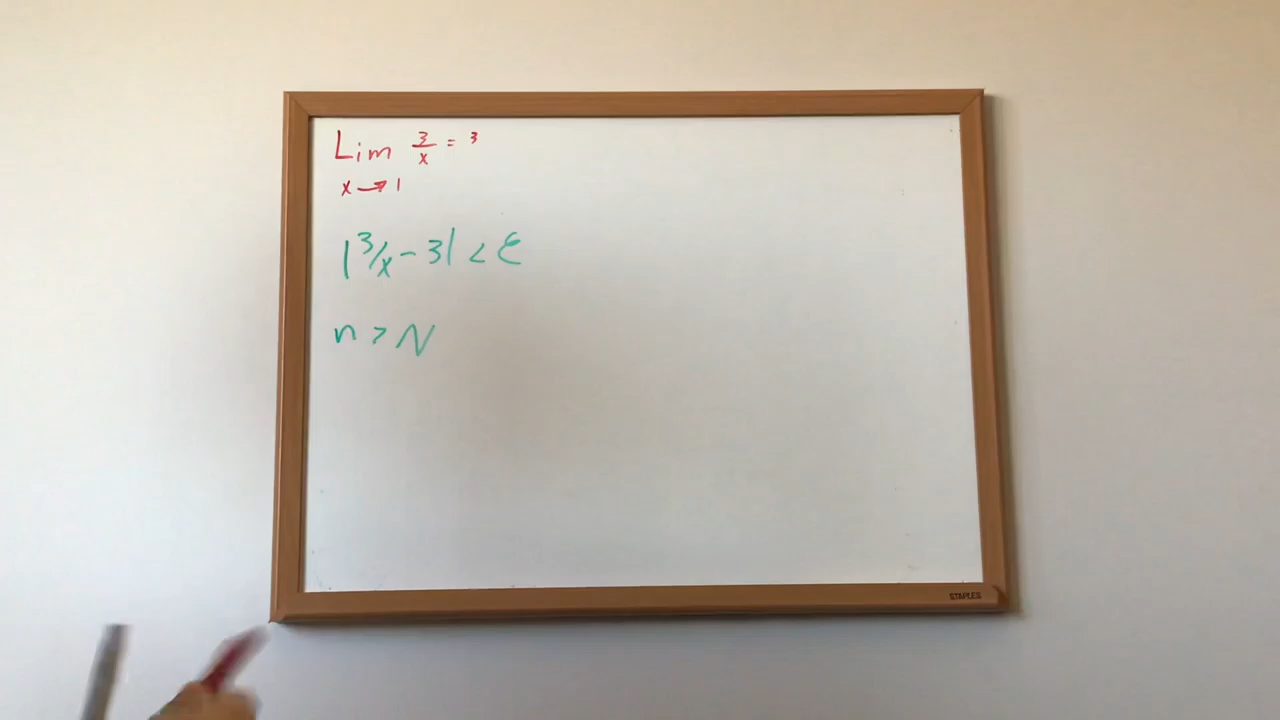 Lim 3/x = 3
x → 1
|3/x - 3| < ε
n > N
STAPLES